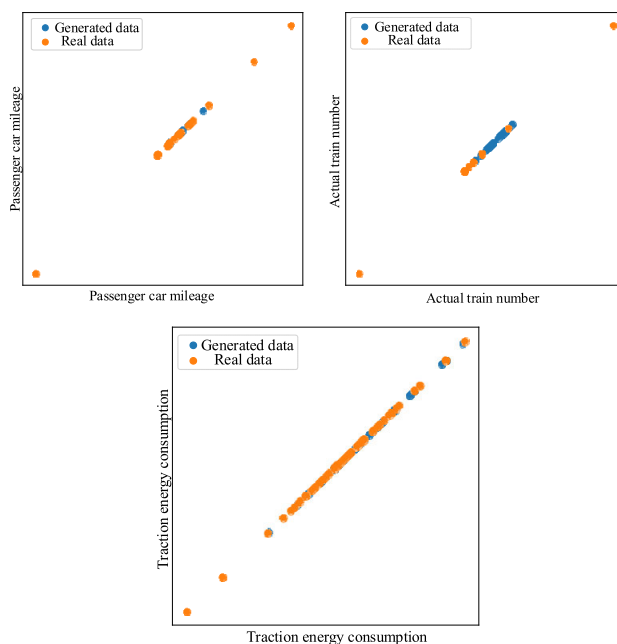 Generated data
Real data
Passenger car mileage
Passenger car mileage
Generated data
Real data
Actual train number
Actual train number
Generated data
Real data
Traction energy consumption
Traction energy consumption